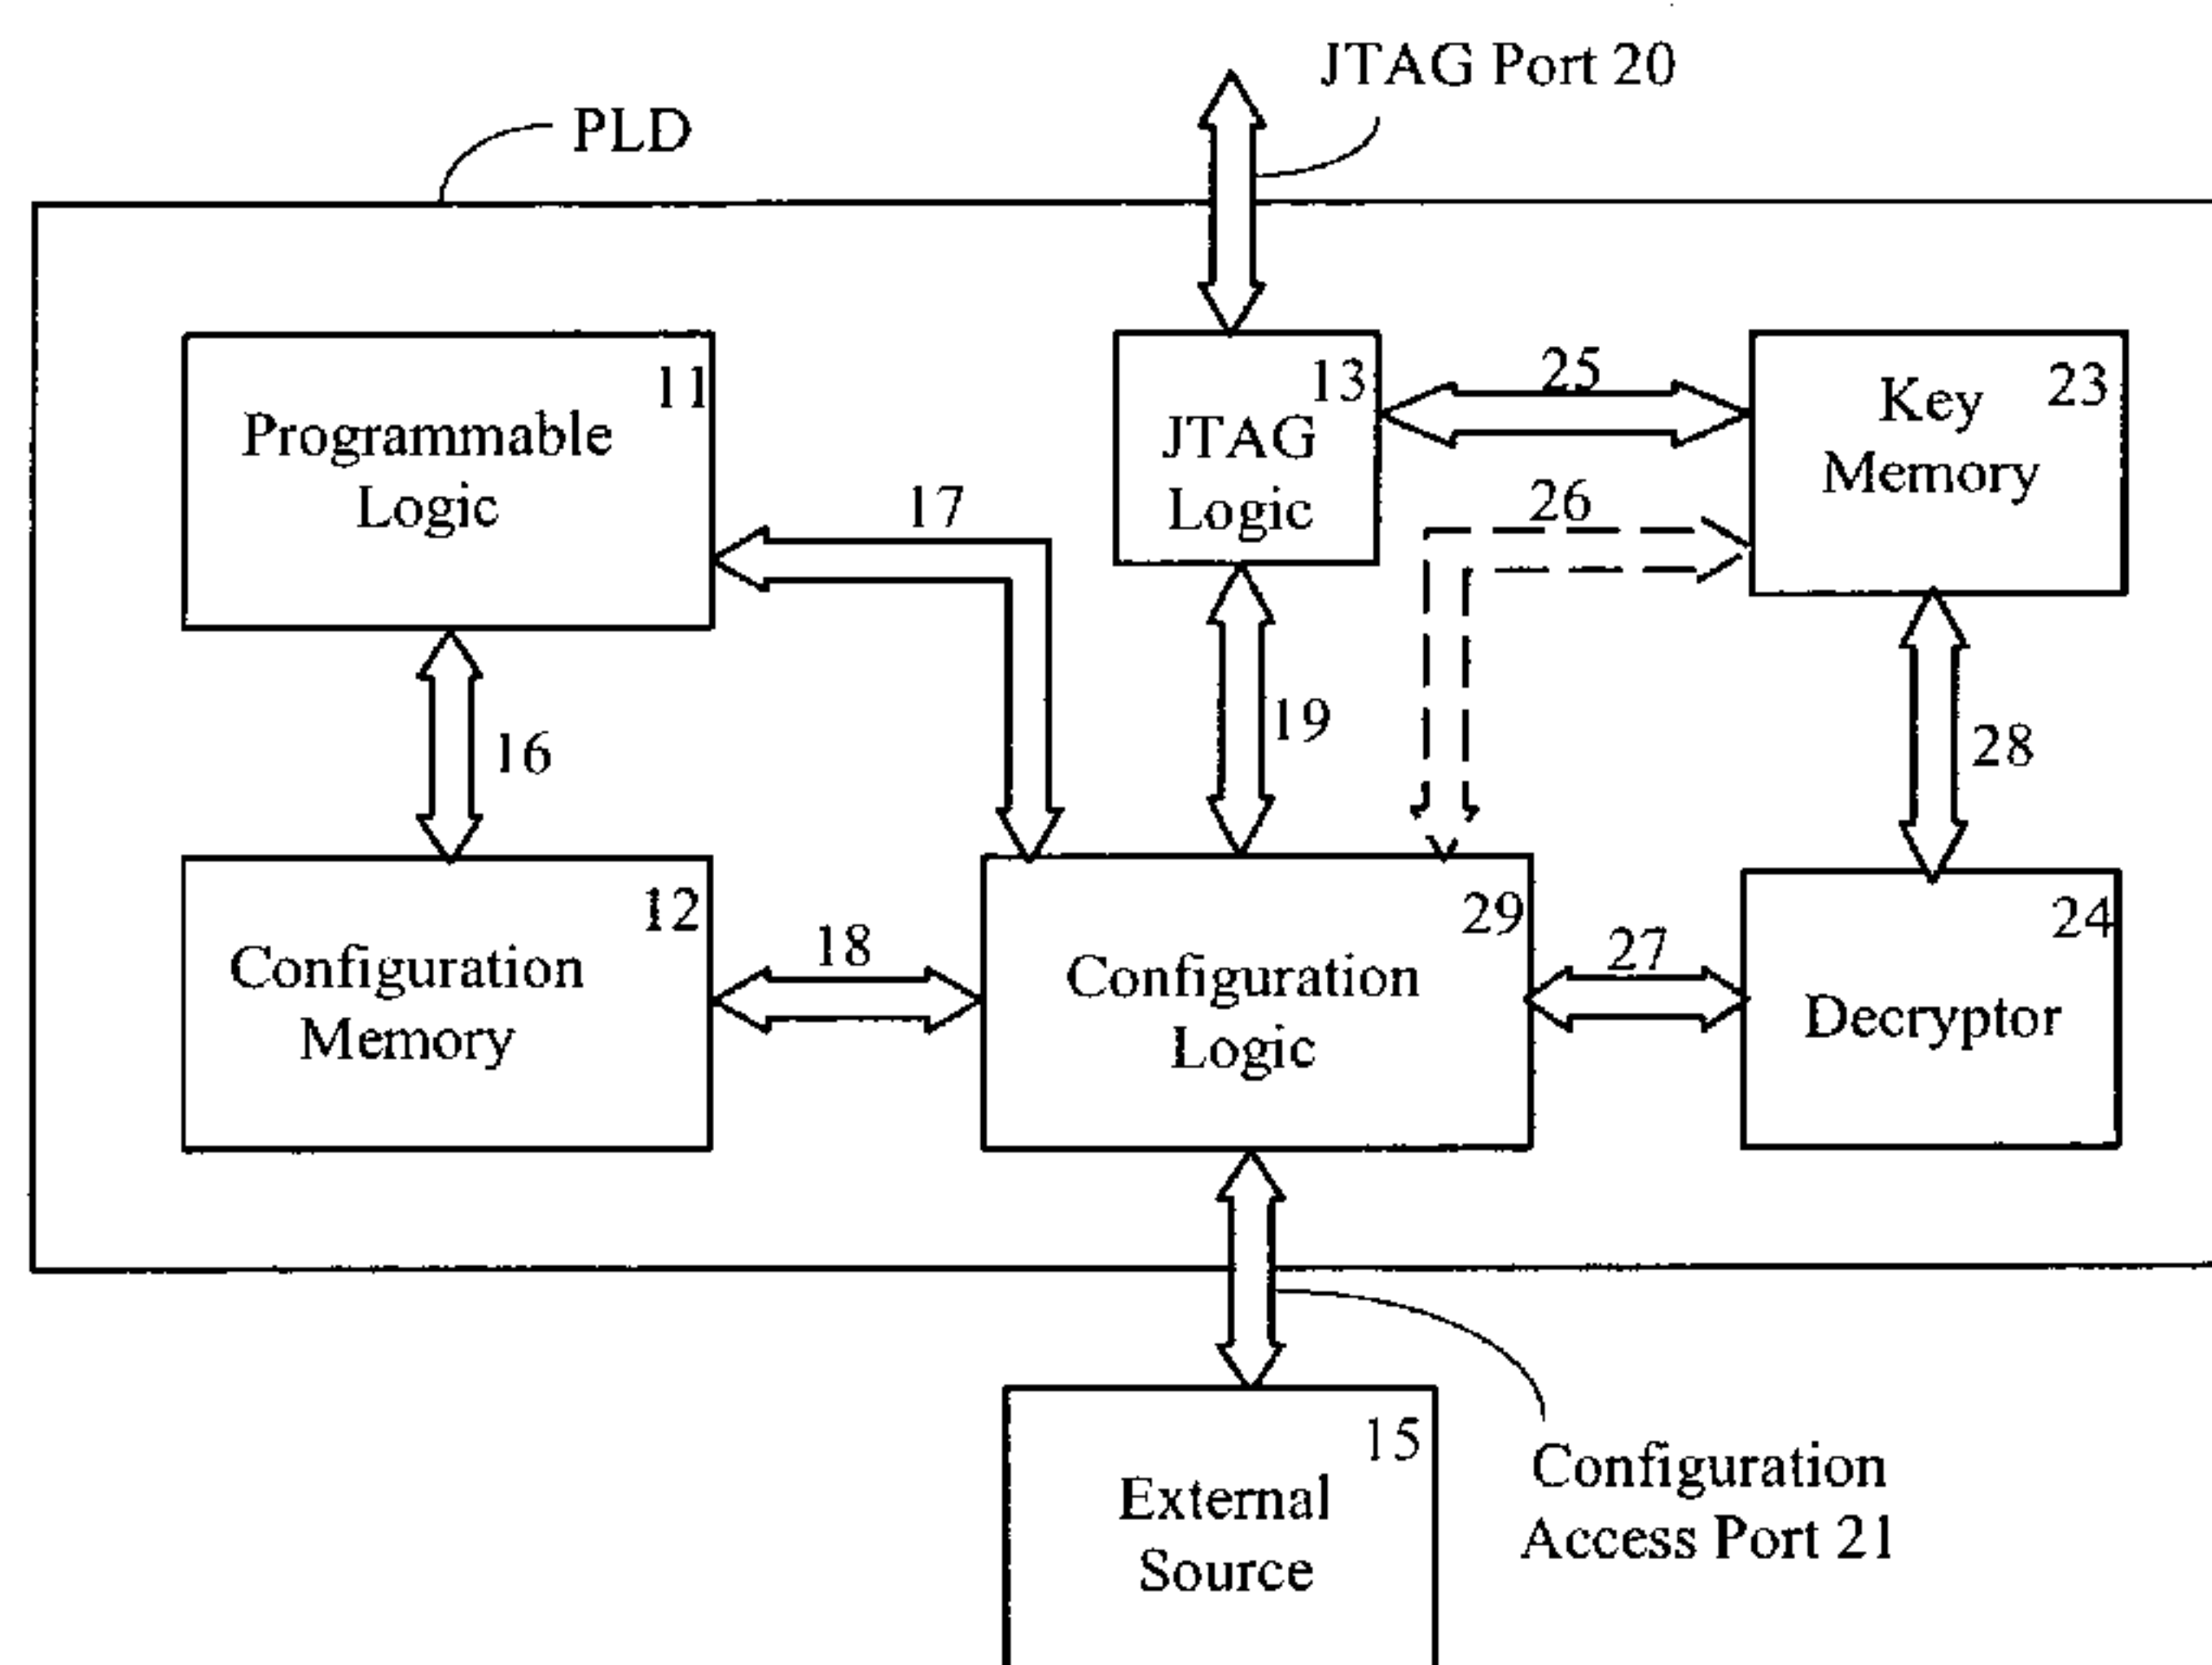 JTAG Port 20
PLD
11
Programmable
Logic
13
JTAG
Logic
25
23
Key
Memory
17
26
16
19
28
12
Configuration
Memory
18
29
Configuration
Logic
27
24
Decryptor
15
External
Source
Configuration
Access Port 21